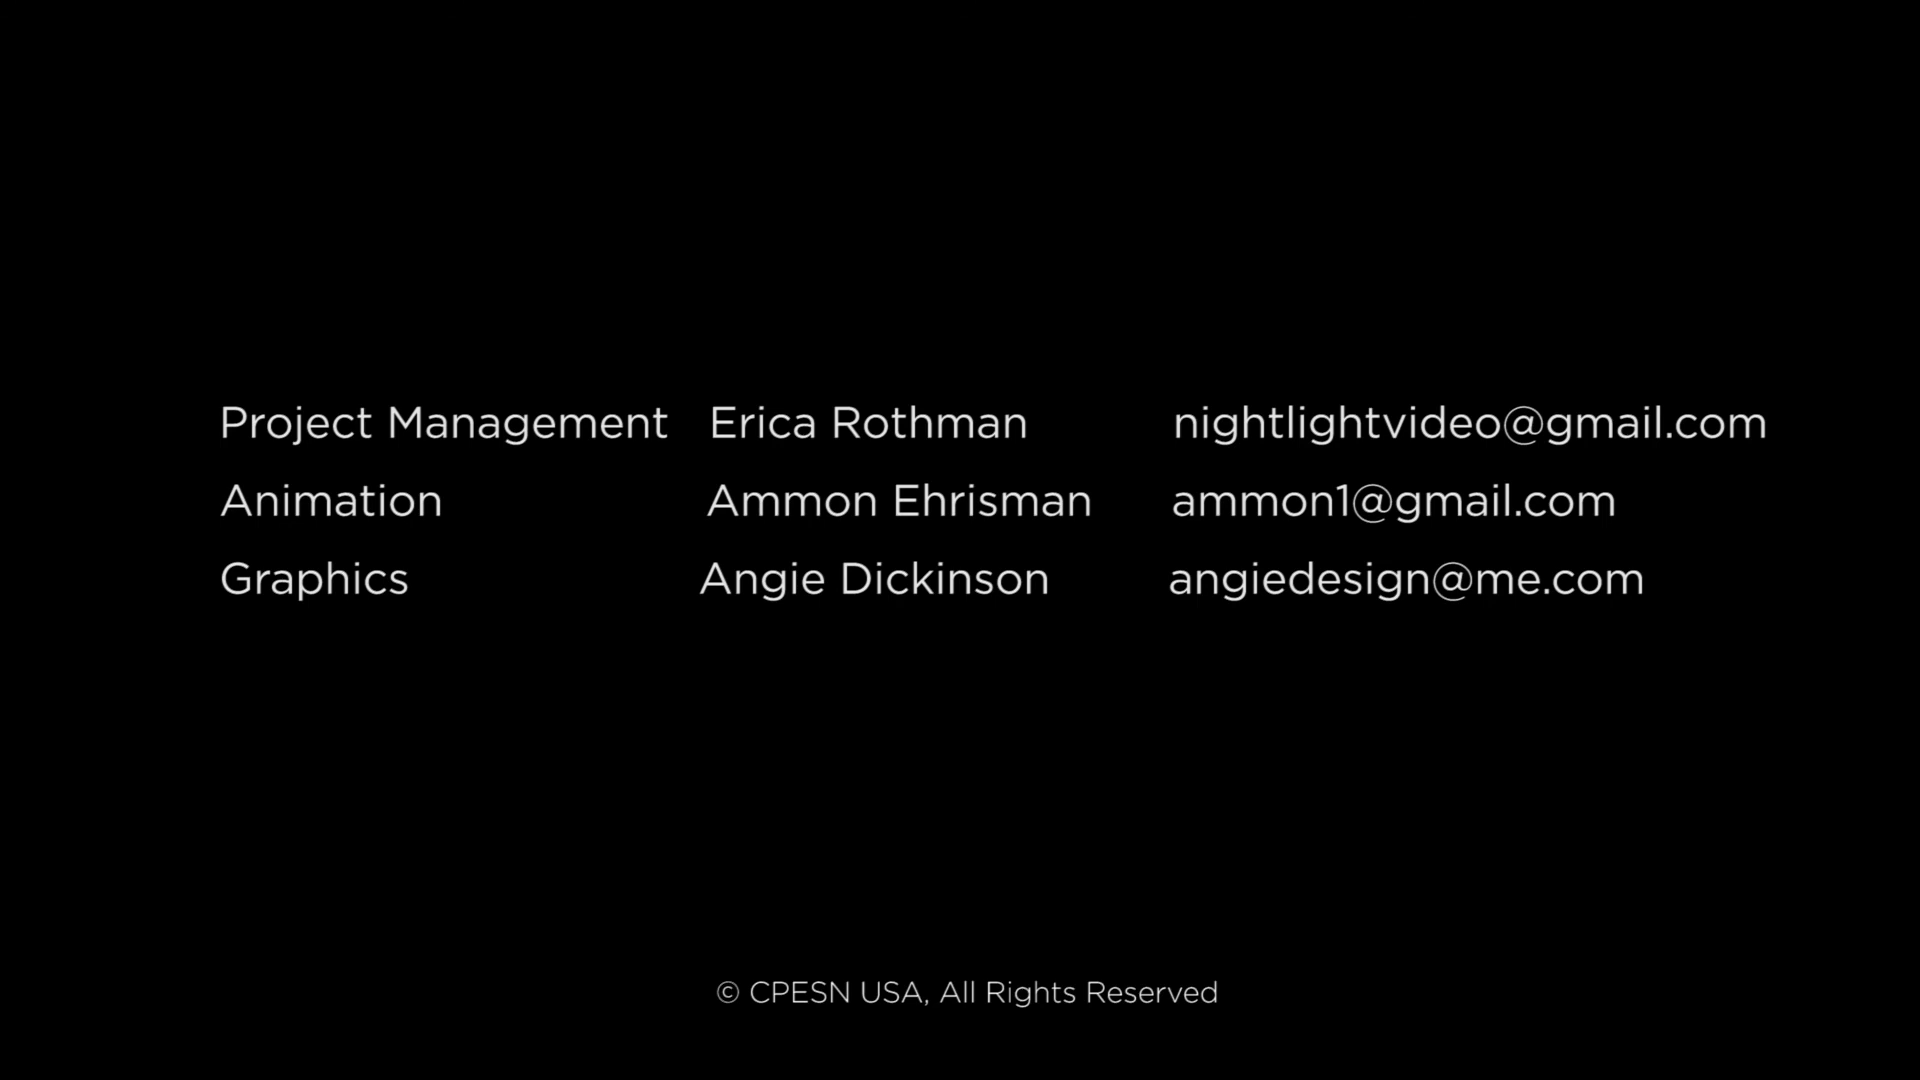 Project Management Erica Rothman nightlightvideo@gmail.com
Animation Ammon Ehrisman ammon1@gmail.com
Graphics Angie Dickinson angiedesign@me.com
© CPESN USA, All Rights Reserved